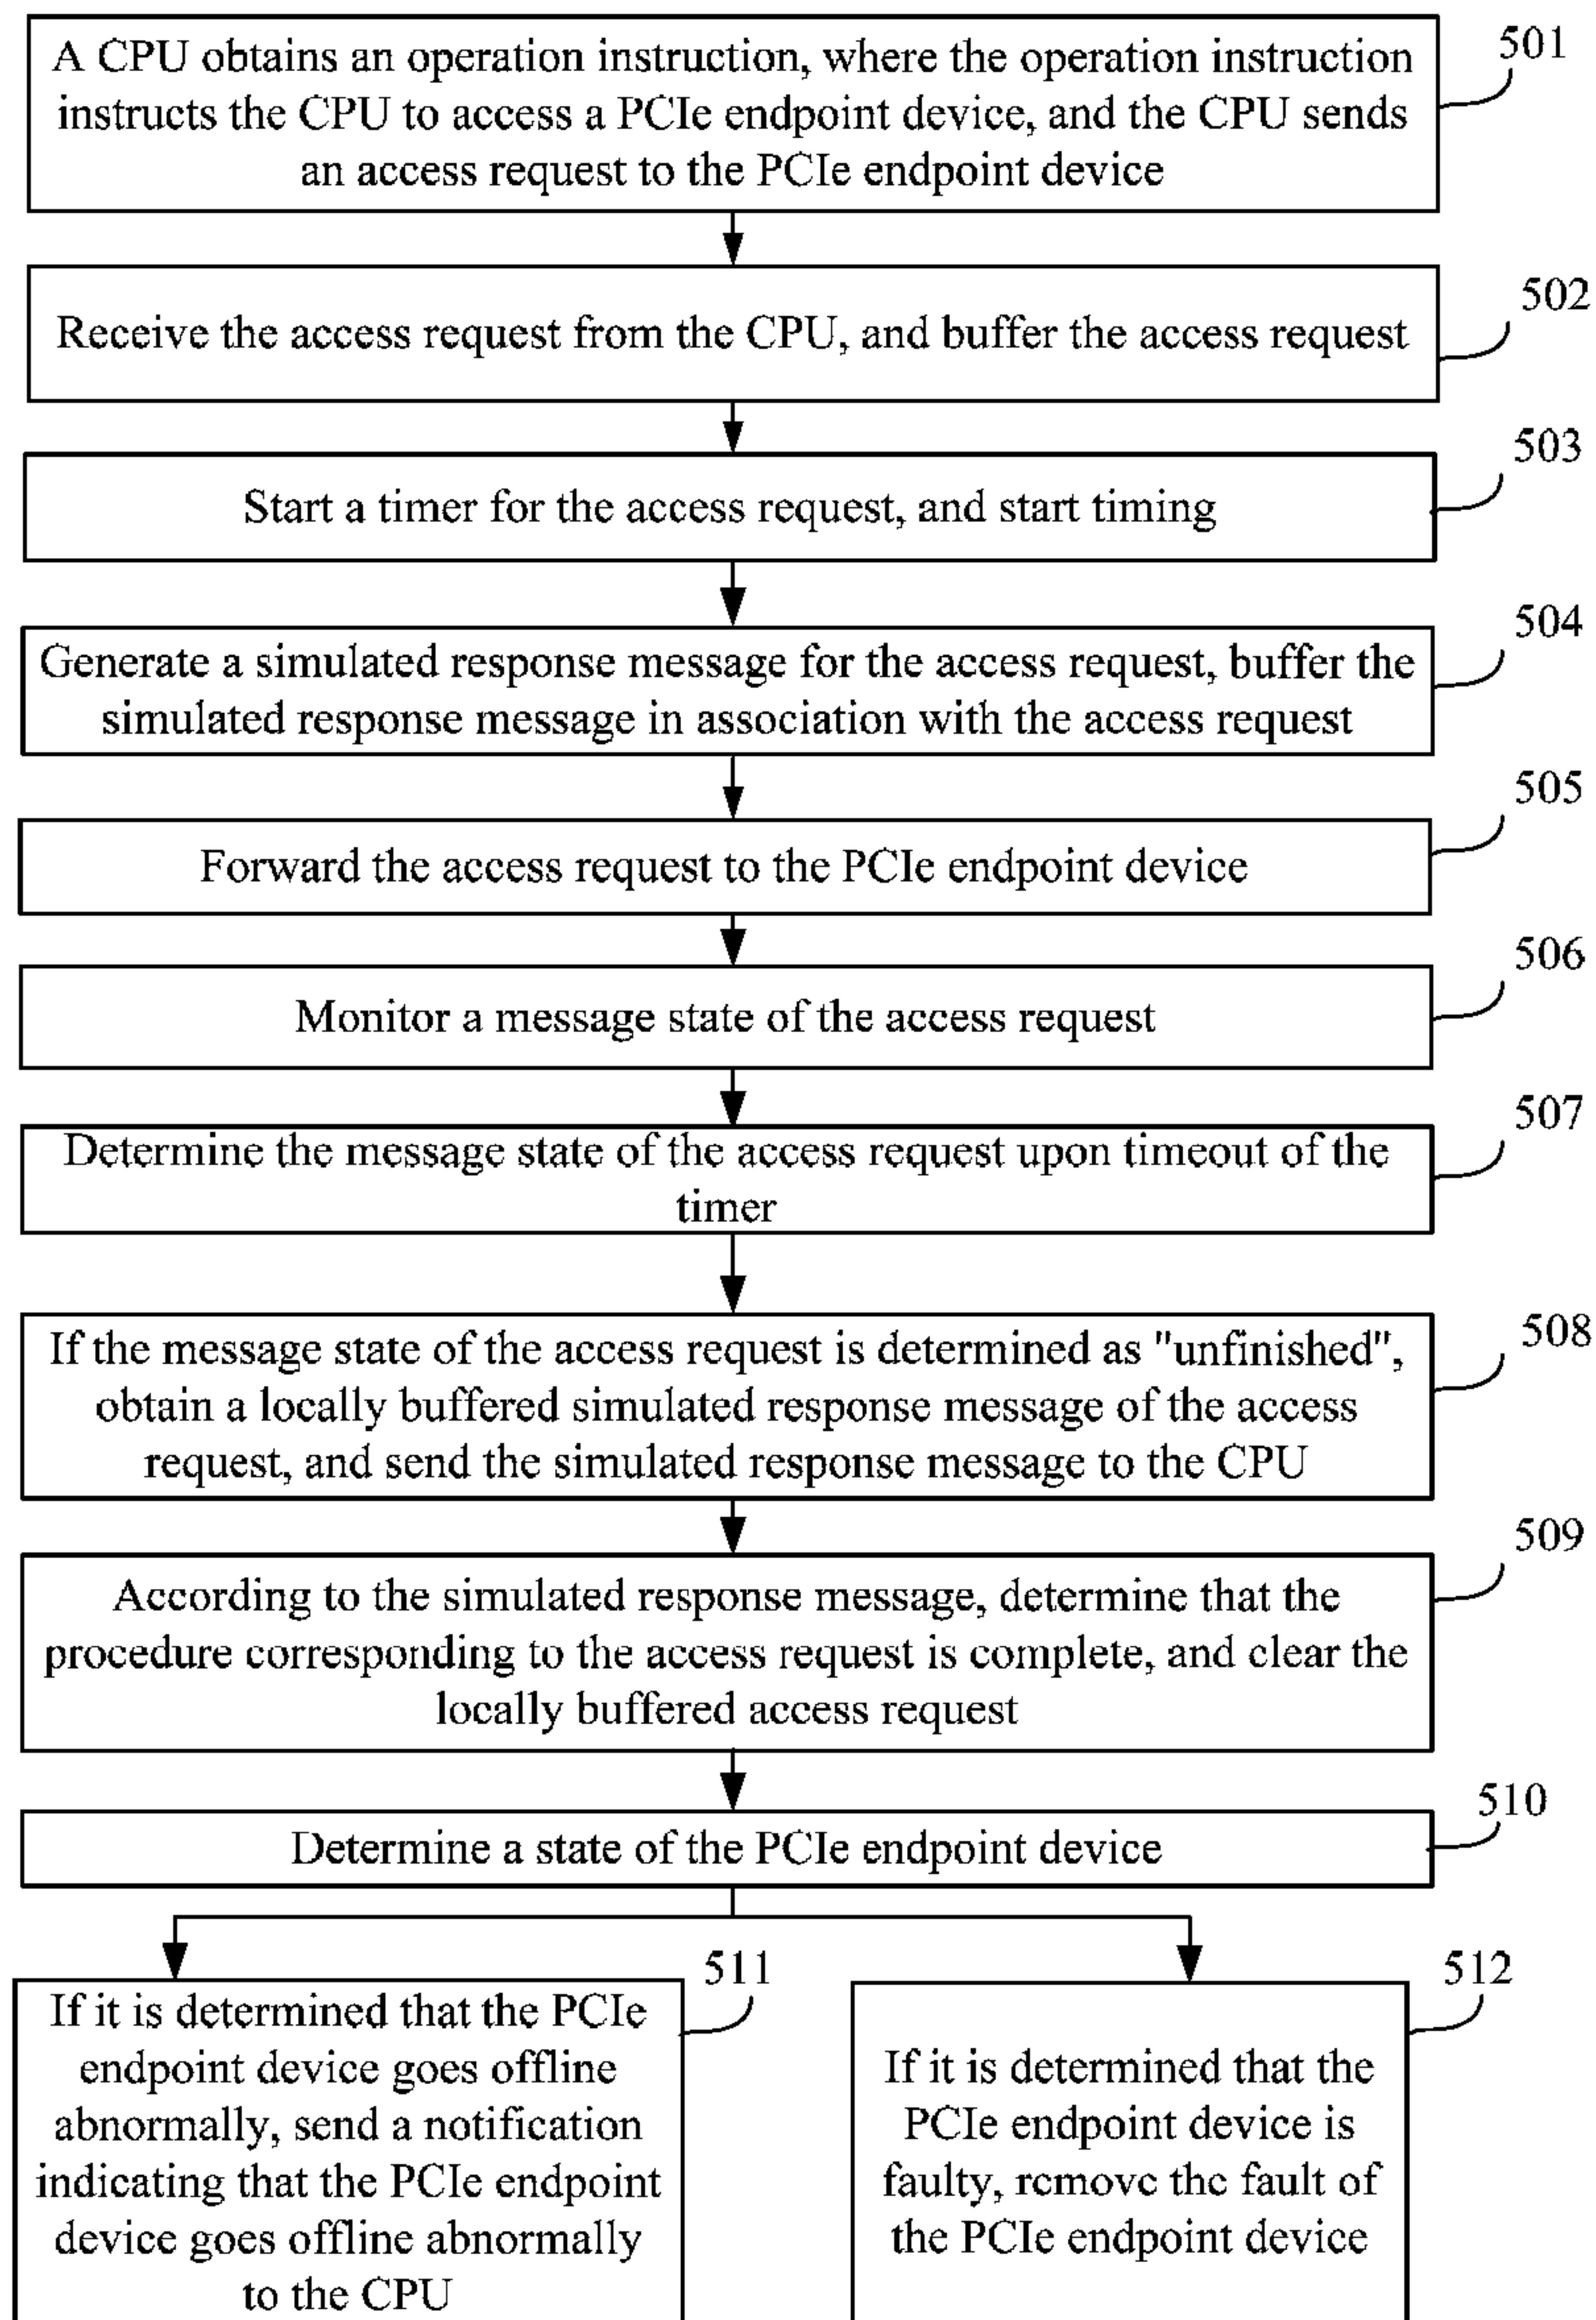 A CPU obtains an operation instruction, where the operation instruction
instructs the CPU to access a PCIe endpoint device, and the CPU sends
an access request to the PCIe endpoint device
501
Receive the access request from the CPU, and buffer the access request
502
Start a timer for the access request, and start timing
503
Generate a simulated response message for the access request, buffer the
simulated response message in association with the access request
504
Forward the access request to the PCIe endpoint device
505
Monitor a message state of the access request
506
Determine the message state of the access request upon timeout of the
timer
507
If the message state of the access request is determined as "unfinished",
obtain a locally buffered simulated response message of the access
request, and send the simulated response message to the CPU
508
According to the simulated response message, determine that the
procedure corresponding to the access request is complete, and clear the
locally buffered access request
509
Determine a state of the PCIe endpoint device
510
If it is determined that the PCIe
endpoint device goes offline
abnormally, send a notification
indicating that the PCIe endpoint
device goes offline abnormally
to the CPU
511
If it is determined that the
PCIe endpoint device is
faulty, remove the fault of
the PCIe endpoint device
512